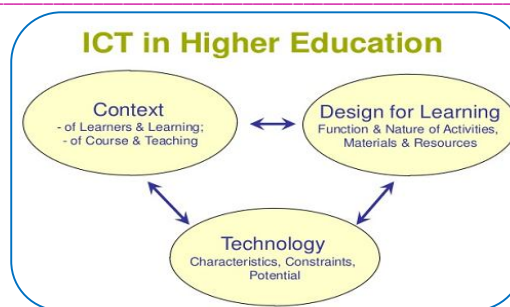 ICT in Higher Education
Context
- of Learners & Learning;
- of Course & Teaching
Design for Learning
Function & Nature of Activities,
Materials & Resources
Technology
Characteristics, Constraints,
Potential